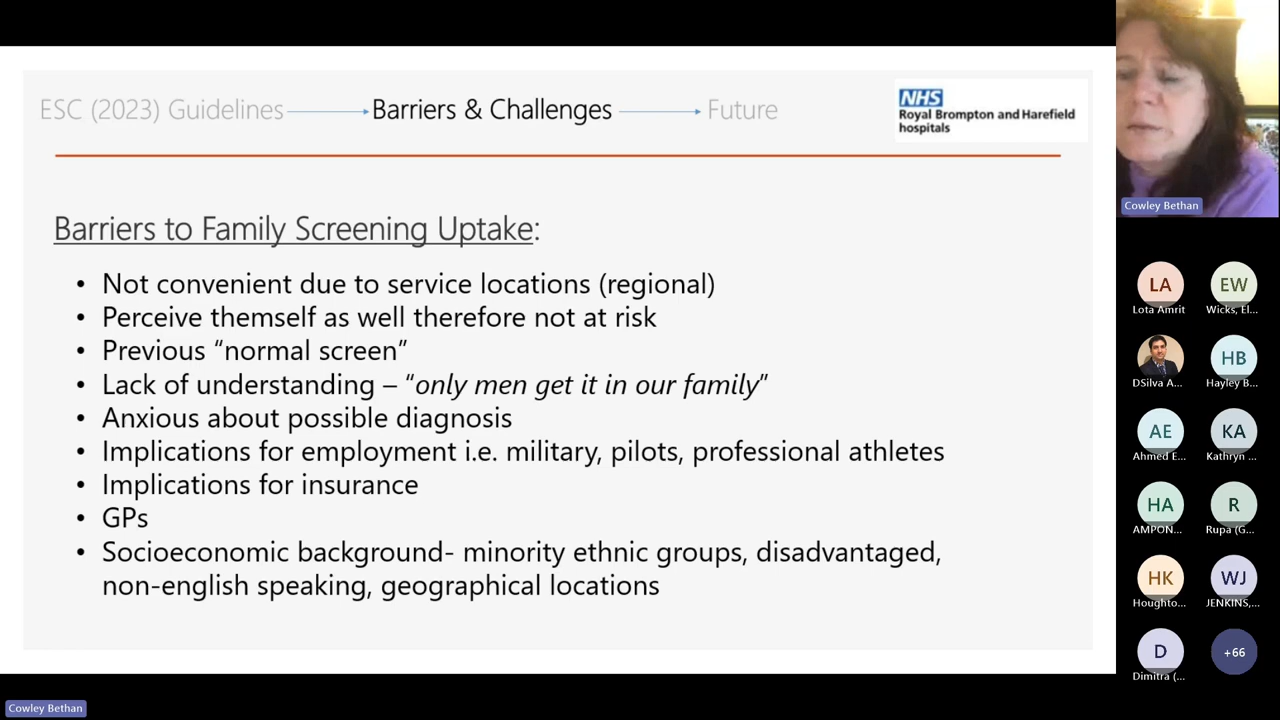 ESC (2023) Guidelines Barriers & Challenges Future
NHS
Royal Brompton and Harefield
hospitals
Barriers to Family Screening Uptake:
• Not convenient due to service locations (regional)
• Perceive themself as well therefore not at risk
• Previous “normal screen”
• Lack of understanding – “only men get it in our family”
• Anxious about possible diagnosis
• Implications for employment i.e. military, pilots, professional athletes
• Implications for insurance
• GPs
• Socioeconomic background- minority ethnic groups, disadvantaged,
non-english speaking, geographical locations
Cowley Bethan
LA EW
Lota Amrit Wicks, El...
HB
DSilva A... Hayley B...
AE KA
Ahmed E... Kathryn ...
HA R
AMPON... Rupa (G...
HK WJ
Houghto... JENKINS,...
D +66
Dimitra (...
Cowley Bethan